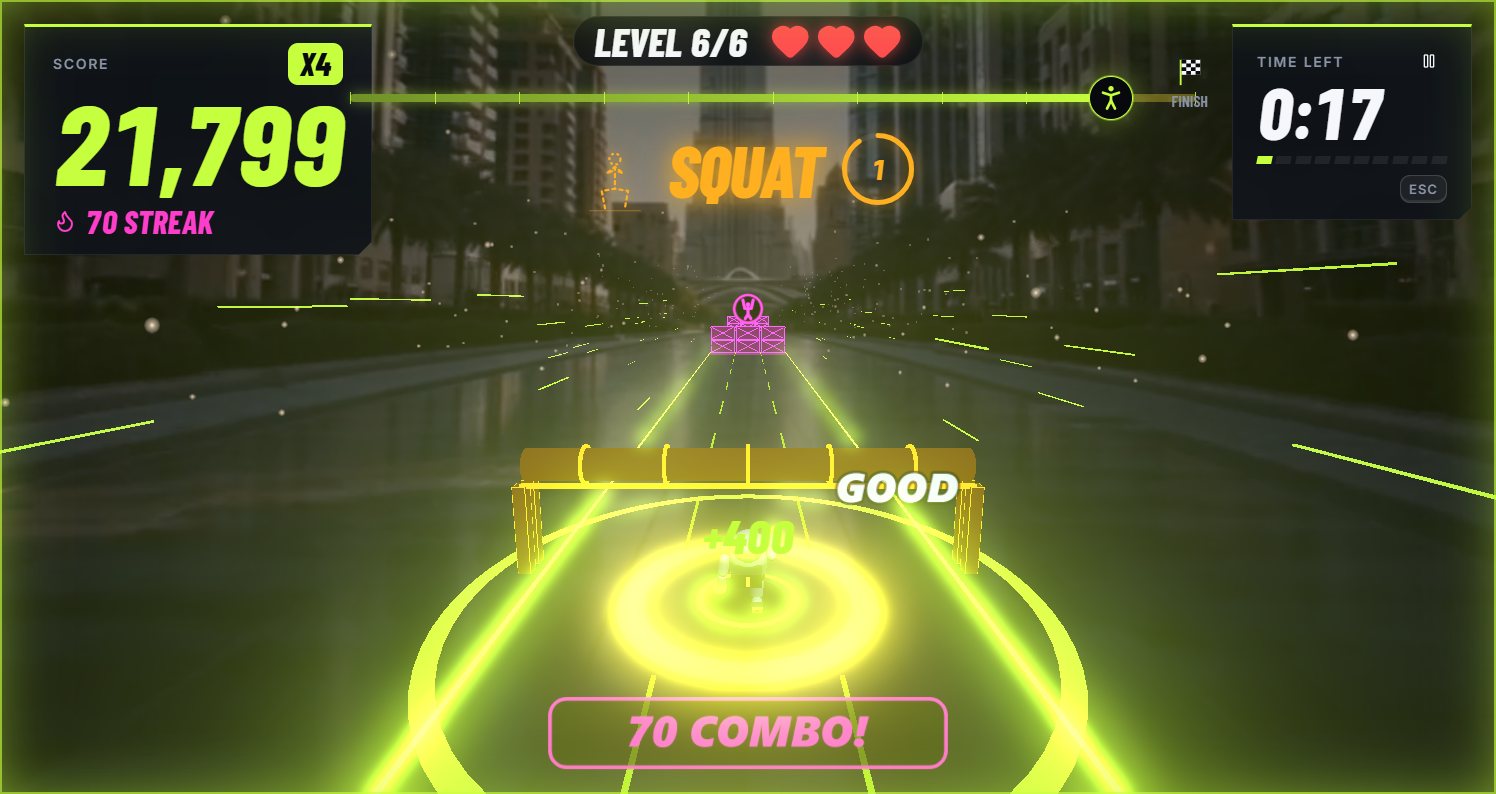 SCORE
X4
21,799
70 STREAK
LEVEL 6/6
FINISH
SQUAT
1
TIME LEFT
0:17
ESC
GOOD
+400
70 COMBO!